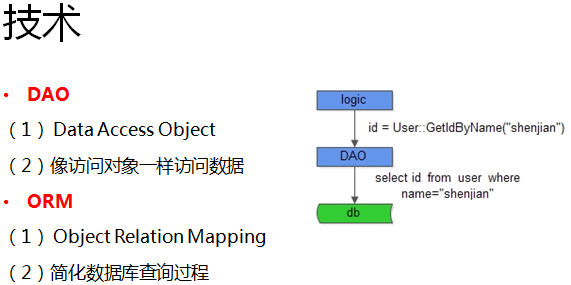 技术
• DAO
（1）Data Access Object
（2）像访问对象一样访问数据
• ORM
（1）Object Relation Mapping
（2）简化数据库查询过程
logic
id = User::GetIdByName("shenjian")
DAO
select id from user where
name="shenjian"
db